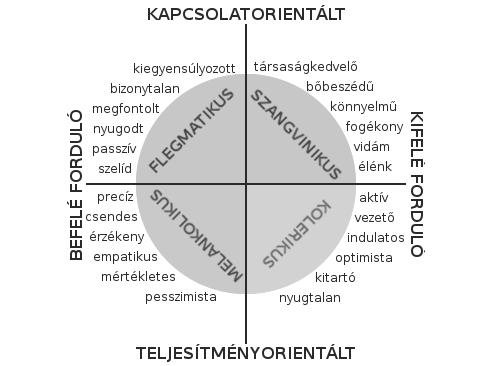 KAPCSOLATORIENTÁLT
kiegyensúlyozott
bizonytalan
megfontolt
nyugodt
passzív
szelíd
társaságkedvelő
bőbeszédű
könnyelmű
fogékony
vidám
élénk
FLEGMATIKUS
SZANGVINIKUS
BEFELÉ FORDULÓ
KIFELÉ FORDULÓ
MELANKOLIKUS
KOLERIKUS
precíz
csendes
érzékeny
empatikus
mértékletes
pesszimista
aktív
vezető
indulatos
optimista
kitartó
nyugtalan
TELJESÍTMÉNYORIENTÁLT